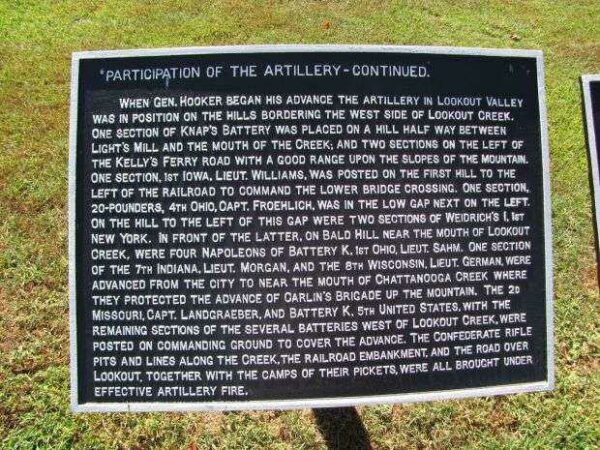 "PARTICIPATION OF THE ARTILLERY-CONTINUED."
WHEN GEN. HOOKER BEGAN HIS ADVANCE THE ARTILLERY IN LOOKOUT VALLEY
WAS IN POSITION ON THE HILLS BORDERING THE WEST SIDE OF LOOKOUT CREEK.
ONE SECTION OF KNAP'S BATTERY WAS PLACED ON A HILL HALF WAY BETWEEN
LIGHT'S MILL AND THE MOUTH OF THE CREEK; AND TWO SECTIONS ON THE LEFT OF
THE KELLY'S FERRY ROAD WITH A GOOD RANGE UPON THE SLOPES OF THE MOUNTAIN.
ONE SECTION, 1ST IOWA, LIEUT. WILLIAMS, WAS POSTED ON THE FIRST HILL TO THE
LEFT OF THE RAILROAD TO COMMAND THE LOWER BRIDGE CROSSING. ONE SECTION,
20-POUNDERS, 4TH OHIO, CAPT. FROEHLICH, WAS IN THE LOW GAP NEXT ON THE LEFT.
ON THE HILL TO THE LEFT OF THIS GAP WERE TWO SECTIONS OF WEIDRICH'S I, 1ST
NEW YORK. IN FRONT OF THE LATTER, ON BALD HILL NEAR THE MOUTH OF LOOKOUT
CREEK, WERE FOUR NAPOLEONS OF BATTERY K, 1ST OHIO, LIEUT. SAHM. ONE SECTION
OF THE 7TH INDIANA, LIEUT. MORGAN, AND THE 8TH WISCONSIN, LIEUT. GERMAN, WERE
ADVANCED FROM THE CITY TO NEAR THE MOUTH OF CHATTANOOGA CREEK WHERE
THEY PROTECTED THE ADVANCE OF CARLIN'S BRIGADE UP THE MOUNTAIN. THE 2D
MISSOURI, CAPT. LANDGRAEBER, AND BATTERY K, 5TH UNITED STATES, WITH THE
REMAINING SECTIONS OF THE SEVERAL BATTERIES WEST OF LOOKOUT CREEK, WERE
POSTED ON COMMANDING GROUND TO COVER THE ADVANCE. THE CONFEDERATE RIFLE
PITS AND LINES ALONG THE CREEK, THE RAILROAD EMBANKMENT, AND THE ROAD OVER
LOOKOUT, TOGETHER WITH THE CAMPS OF THEIR PICKETS, WERE ALL BROUGHT UNDER
EFFECTIVE ARTILLERY FIRE.